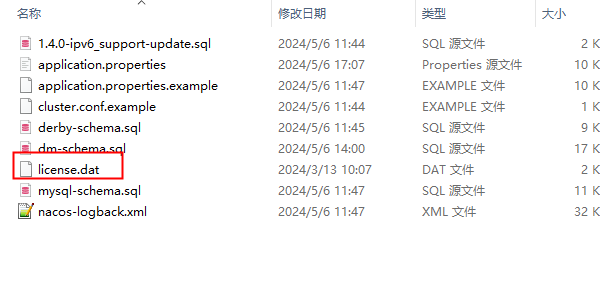 名称 修改日期 类型 大小
1.4.0-ipv6_support-update.sql 2024/5/6 11:44 SQL 源文件 2 K
application.properties 2024/5/6 17:07 Properties 源文件 10 K
application.properties.example 2024/5/6 11:47 EXAMPLE 文件 10 K
cluster.conf.example 2024/5/6 11:44 EXAMPLE 文件 1 K
derby-schema.sql 2024/5/6 11:45 SQL 源文件 9 K
dm-schema.sql 2024/5/6 14:00 SQL 源文件 17 K
license.dat 2024/3/13 10:07 DAT 文件 2 K
mysql-schema.sql 2024/5/6 11:47 SQL 源文件 11 K
nacos-logback.xml 2024/5/6 11:47 XML 文件 32 K